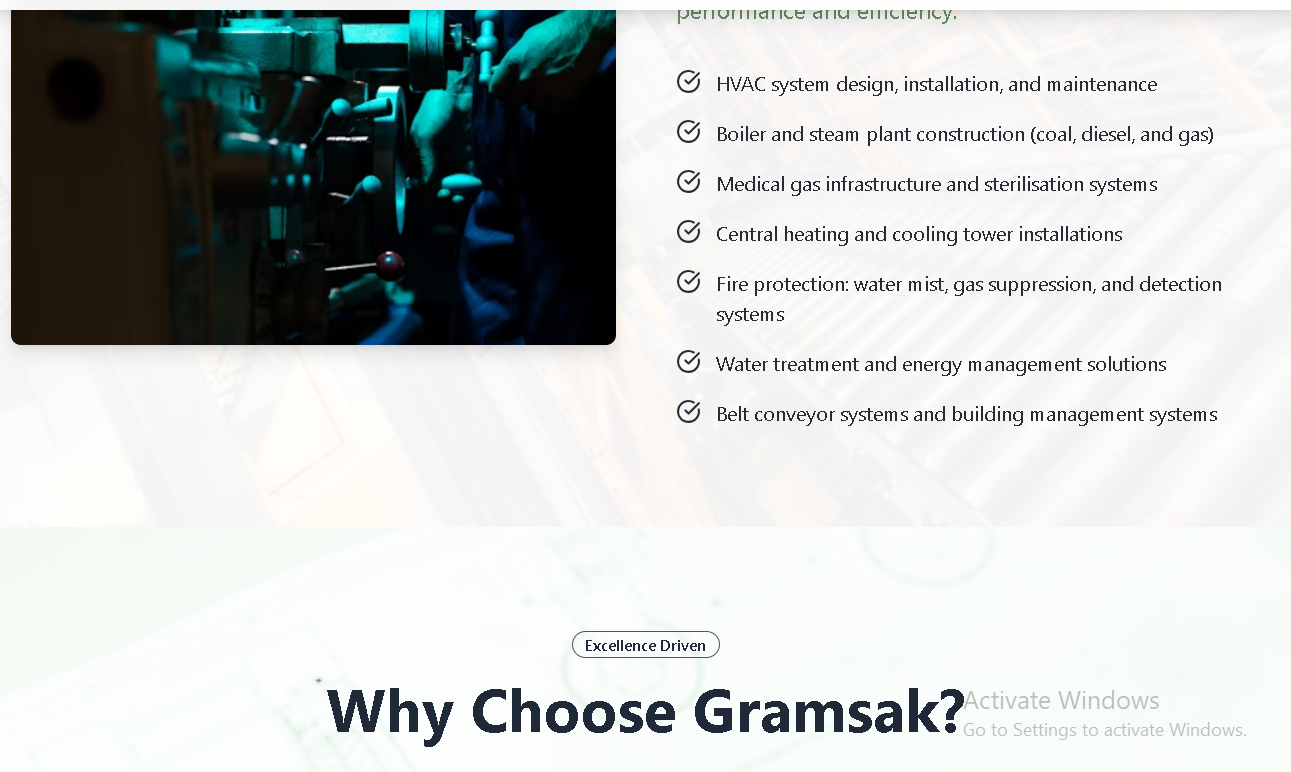 performance and efficiency.
HVAC system design, installation, and maintenance
Boiler and steam plant construction (coal, diesel, and gas)
Medical gas infrastructure and sterilisation systems
Central heating and cooling tower installations
Fire protection: water mist, gas suppression, and detection
systems
Water treatment and energy management solutions
Belt conveyor systems and building management systems
Excellence Driven
Why Choose Gramsak?
Activate Windows
Go to Settings to activate Windows.